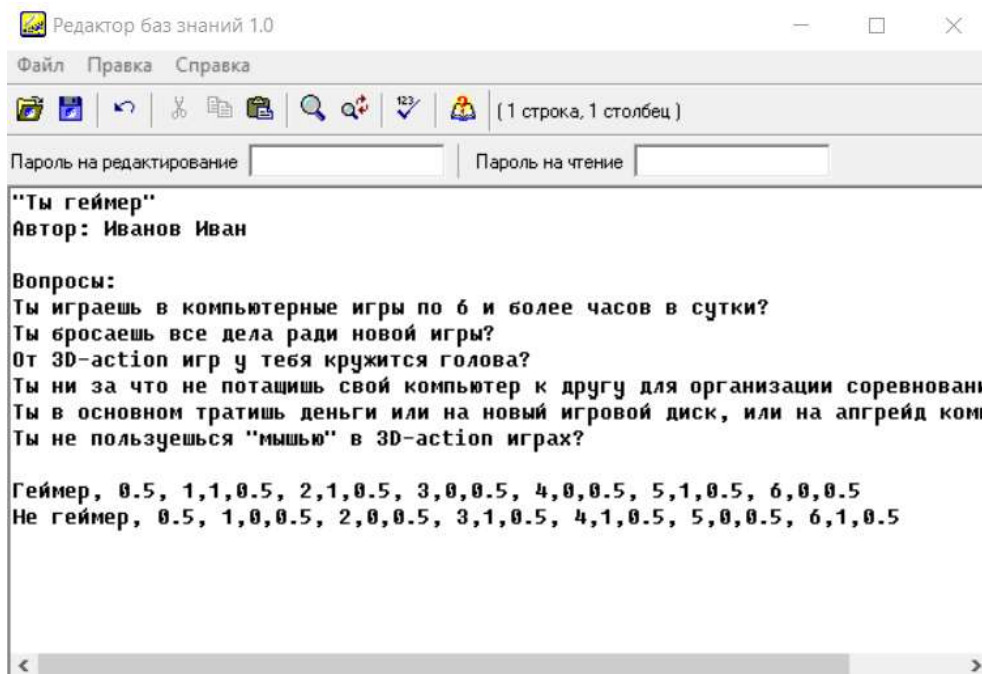 Редактор баз знаний 1.0
Файл Правка Справка
( 1 строка, 1 столбец )
Пароль на редактирование Пароль на чтение
"Ты геймер"
Автор: Иванов Иван
Вопросы:
Ты играешь в компьютерные игры по 6 и более часов в сутки?
Ты бросаешь все дела ради новой игры?
От 3D-action игр у тебя кружится голова?
Ты ни за что не потащишь свой компьютер к другу для организации
Ты в основном тратишь деньги или на новый игровой диск, или на апгрейд
Ты не пользуешься "мышью" в 3D-action играх?
Геймер, 0.5, 1,1,0.5, 2,1,0.5, 3,0,0.5, 4,0,0.5, 5,1,0.5, 6,0,0.5
Не геймер, 0.5, 1,0,0.5, 2,0,0.5, 3,1,0.5, 4,1,0.5, 5,0,0.5, 6,1,0.5